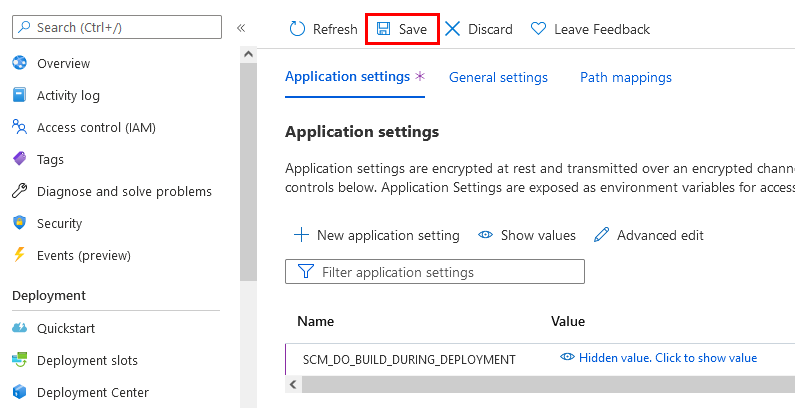 Search (Ctrl+/)
«
Overview
Activity log
Access control (IAM)
Tags
Diagnose and solve problems
Security
Events (preview)
Deployment
Quickstart
Deployment slots
Deployment Center
Refresh Save Discard Leave Feedback
Application settings * General settings Path mappings
Application settings
Application settings are encrypted at rest and transmitted over an encrypted
controls below. Application Settings are exposed as environment variables for
New application setting Show values Advanced edit
Filter application settings
Name Value
SCM_DO_BUILD_DURING_DEPLOYMENT Hidden value. Click to show value